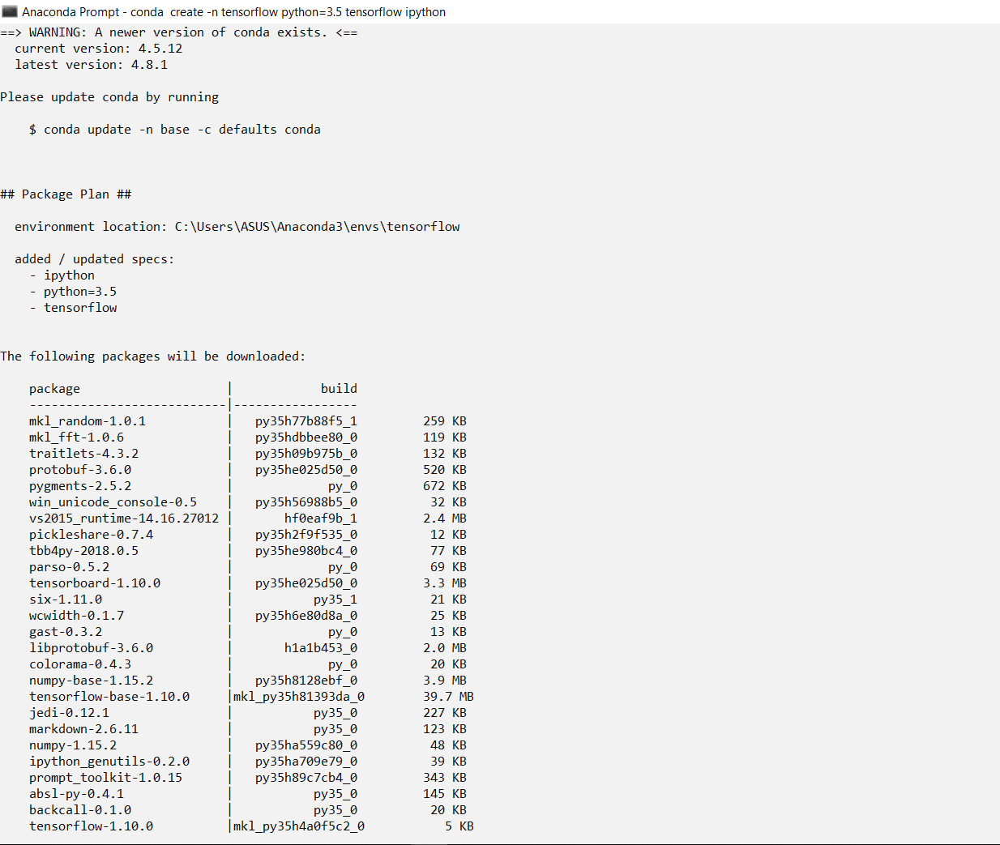 Anaconda Prompt - conda  create -n tensorflow python=3.5 tensorflow ipython
==> WARNING: A newer version of conda exists. <==
  current version: 4.5.12
  latest version: 4.8.1

Please update conda by running

    $ conda update -n base -c defaults conda

## Package Plan ##

  environment location: C:\Users\ASUS\Anaconda3\envs\tensorflow

  added / updated specs:
    - ipython
    - python=3.5
    - tensorflow

The following packages will be downloaded:

    package                    |            build
    ---------------------------|-----------------
    mkl_random-1.0.1           |   py35h77b88f5_1         259 KB
    mkl_fft-1.0.6              |   py35hdbbee80_0         119 KB
    traitlets-4.3.2            |   py35h09b975b_0         132 KB
    protobuf-3.6.0             |   py35he025d50_0         520 KB
    pygments-2.5.2             |             py_0         672 KB
    win_unicode_console-0.5    |   py35h56988b5_0          32 KB
    vs2015_runtime-14.16.27012 |       hf0eaf9b_1         2.4 MB
    pickleshare-0.7.4          |   py35h2f9f535_0          12 KB
    tbb4py-2018.0.5            |   py35he980bc4_0          77 KB
    parso-0.5.2                |             py_0          69 KB
    tensorboard-1.10.0         |   py35he025d50_0         3.3 MB
    six-1.11.0                 |           py35_1          21 KB
    wcwidth-0.1.7              |   py35h6e80d8a_0          25 KB
    gast-0.3.2                 |             py_0          13 KB
    libprotobuf-3.6.0          |       h1a1b453_0         2.0 MB
    colorama-0.4.3             |             py_0          20 KB
    numpy-base-1.15.2          |   py35h8128ebf_0         3.9 MB
    tensorflow-base-1.10.0     |mkl_py35h81393da_0        39.7 MB
    jedi-0.12.1                |           py35_0         227 KB
    markdown-2.6.11            |           py35_0         123 KB
    numpy-1.15.2               |   py35ha559c80_0          48 KB
    ipython_genutils-0.2.0     |   py35ha709e79_0          39 KB
    prompt_toolkit-1.0.15      |   py35h89c7cb4_0         343 KB
    absl-py-0.4.1              |           py35_0         145 KB
    backcall-0.1.0             |           py35_0          20 KB
    tensorflow-1.10.0          |mkl_py35h4a0f5c2_0           5 KB